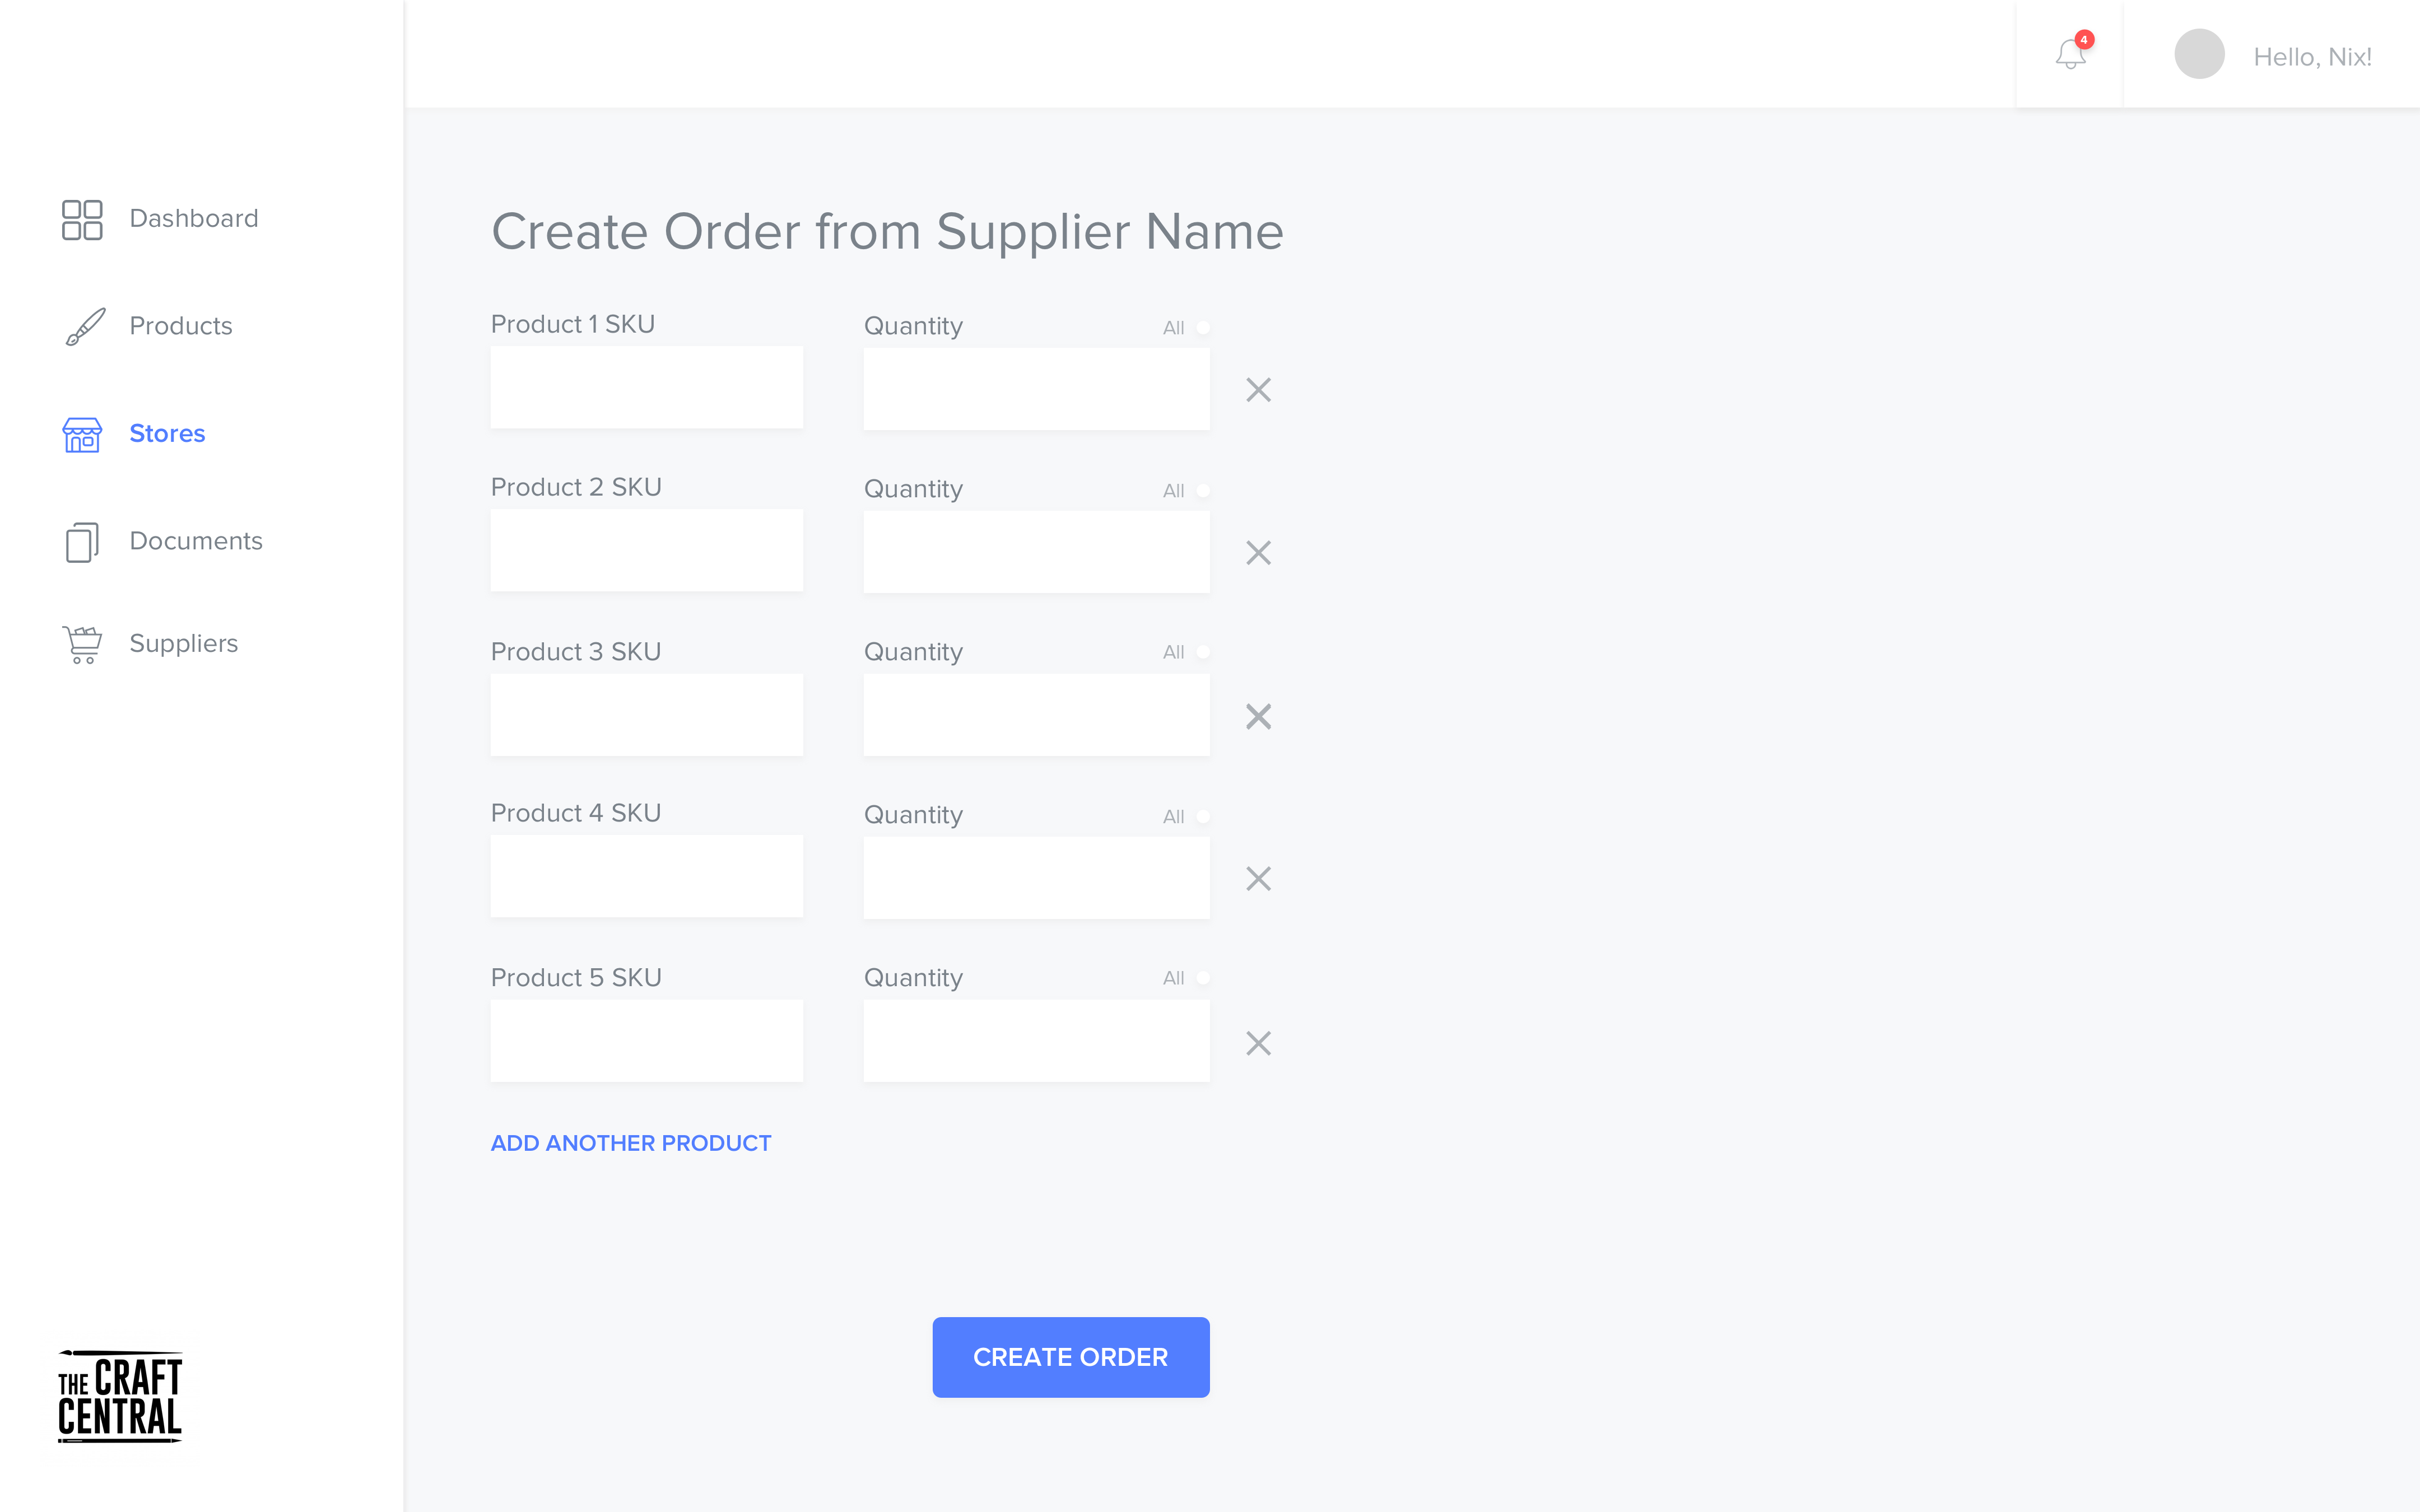 4
Hello, Nix!
Dashboard
Products
Stores
Documents
Suppliers
THE CRAFT
CENTRAL
Create Order from Supplier Name
Product 1 SKU
Quantity
All
Product 2 SKU
Quantity
All
Product 3 SKU
Quantity
All
Product 4 SKU
Quantity
All
Product 5 SKU
Quantity
All
ADD ANOTHER PRODUCT
CREATE ORDER